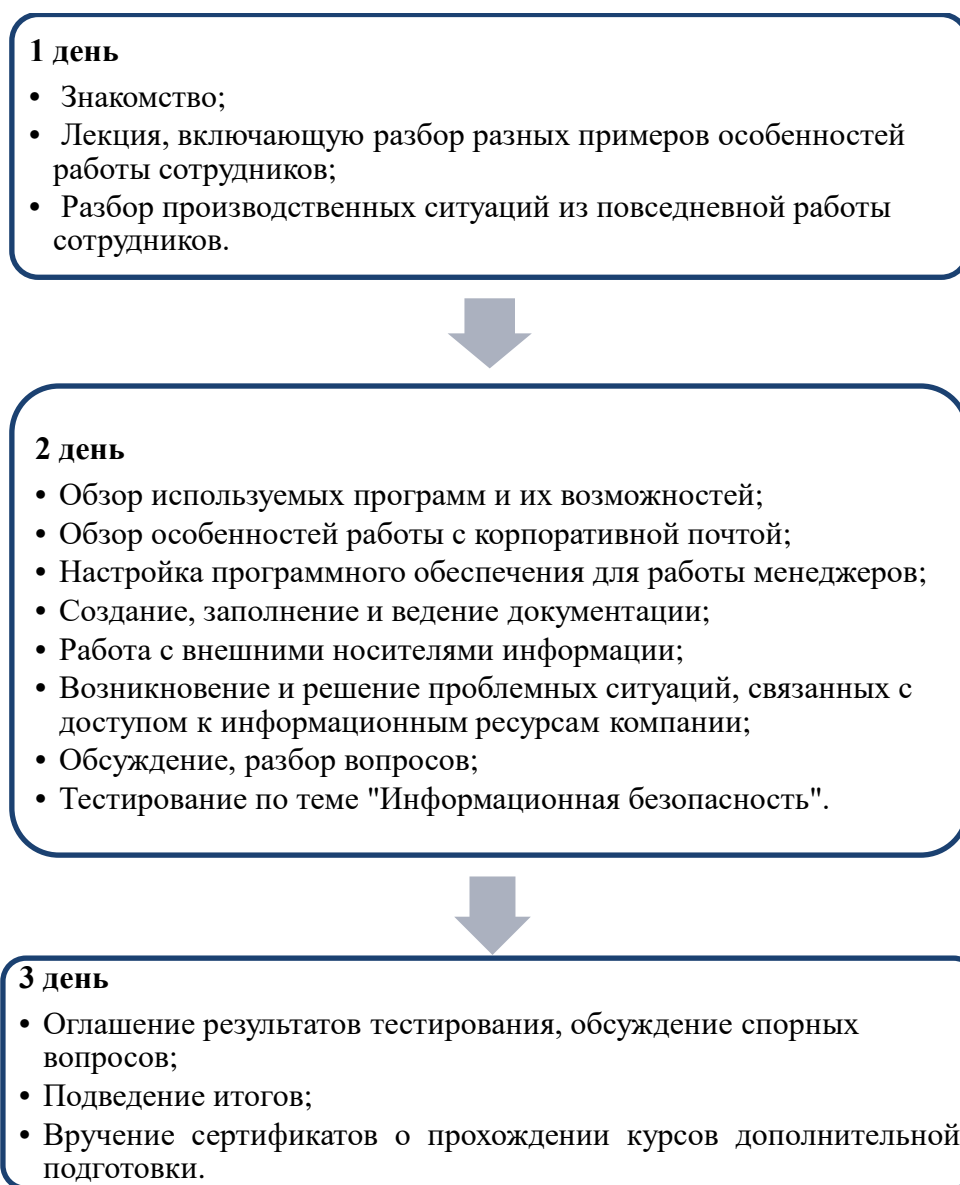 1 день
• Знакомство;
• Лекция, включающую разбор разных примеров особенностей
работы сотрудников;
• Разбор производственных ситуаций из повседневной работы
сотрудников.
2 день
• Обзор используемых программ и их возможностей;
• Обзор особенностей работы с корпоративной почтой;
• Настройка программного обеспечения для работы менеджеров;
• Создание, заполнение и ведение документации;
• Работа с внешними носителями информации;
• Возникновение и решение проблемных ситуаций, связанных с
доступом к информационным ресурсам компании;
• Обсуждение, разбор вопросов;
• Тестирование по теме "Информационная безопасность".
3 день
• Оглашение результатов тестирования, обсуждение спорных
вопросов;
• Подведение итогов;
• Вручение сертификатов о прохождении курсов дополнительной
подготовки.